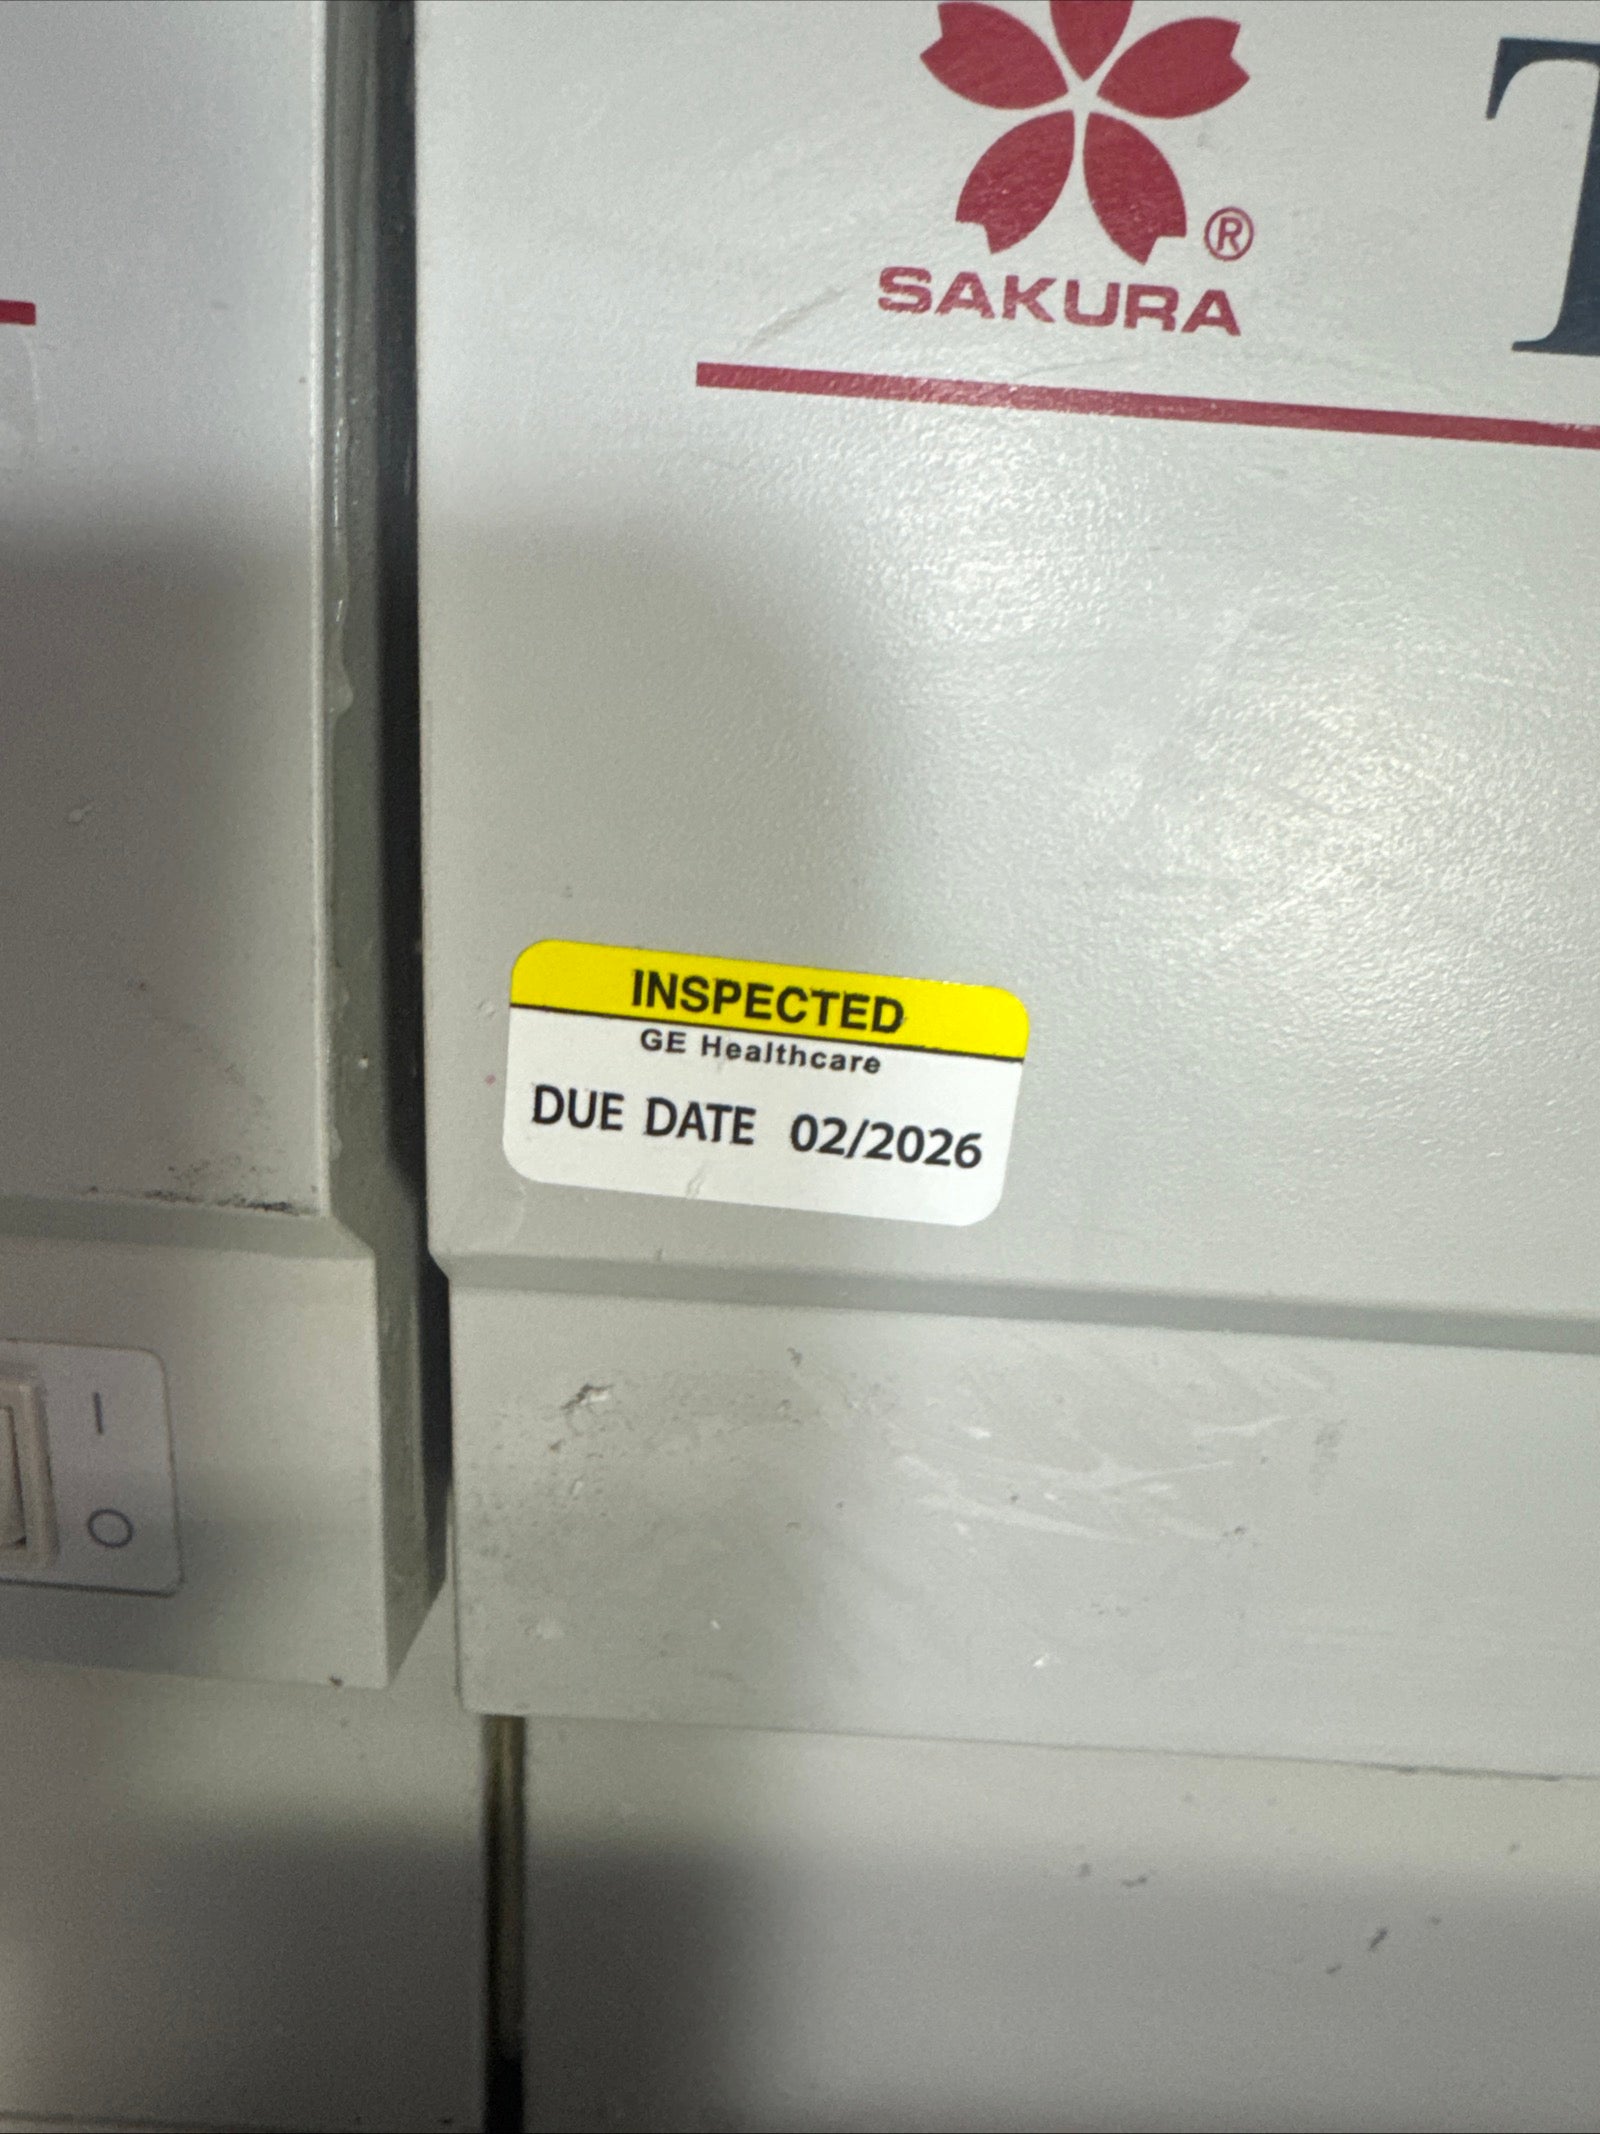 SAKURA®
T
INSPECTED
GE Healthcare
DUE DATE 02/2026
I
O